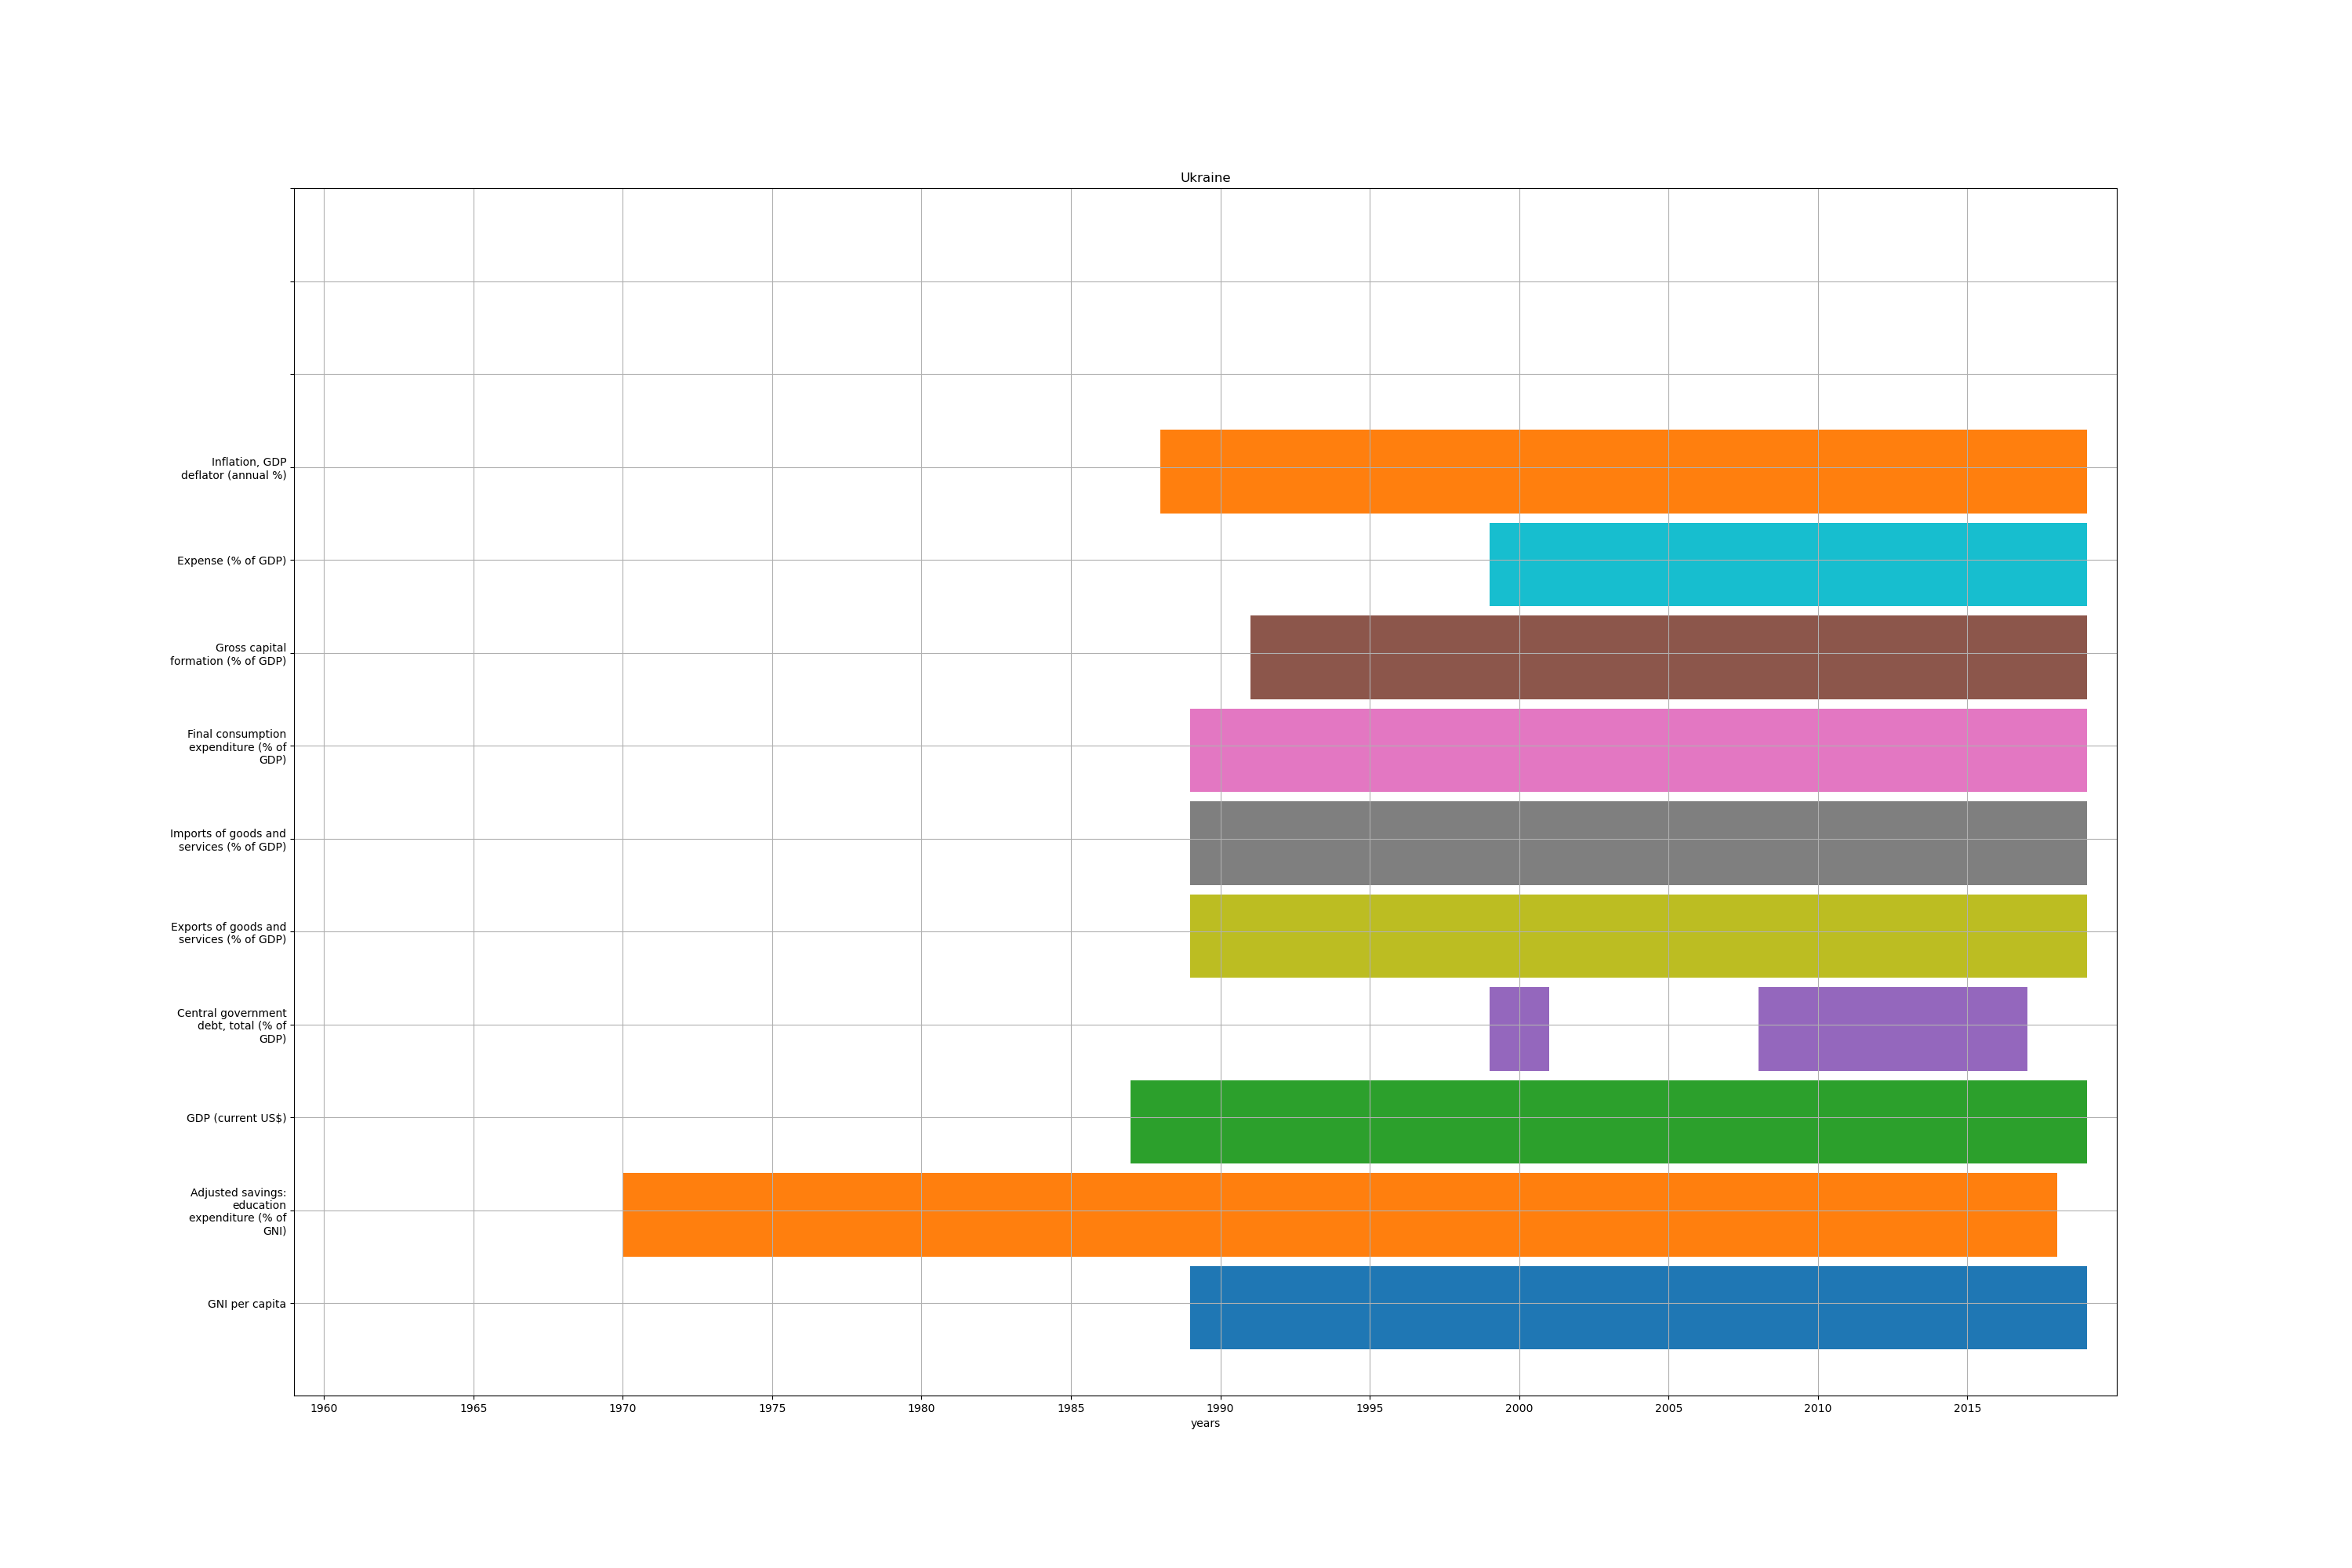 Ukraine
Inflation, GDP
deflator (annual %)
Expense (% of GDP)
Gross capital
formation (% of GDP)
Final consumption
expenditure (% of
GDP)
Imports of goods and
services (% of GDP)
Exports of goods and
services (% of GDP)
Central government
debt, total (% of
GDP)
GDP (current US$)
Adjusted savings:
education
expenditure (% of
GNI)
GNI per capita
1960 1965 1970 1975 1980 1985 1990 1995 2000 2005 2010 2015
years